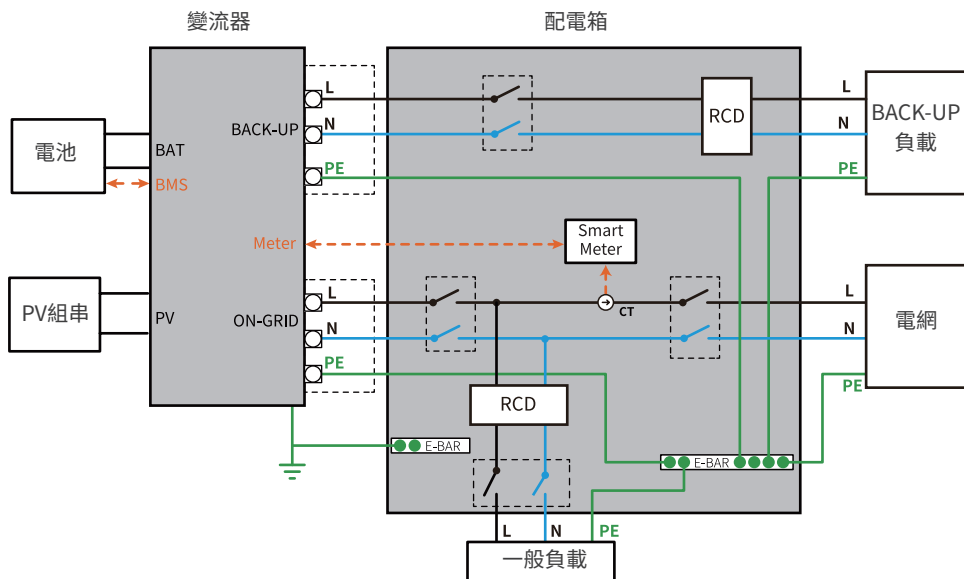 變流器
配電箱
L
N
PE
BACK-UP
RCD
L
N
PE
BACK-UP
負載
電池
BAT
BMS
Meter
Smart
Meter
PV組串
PV
ON-GRID
L
N
PE
CT
L
N
PE
電網
RCD
E-BAR
E-BAR
L
N
PE
一般負載